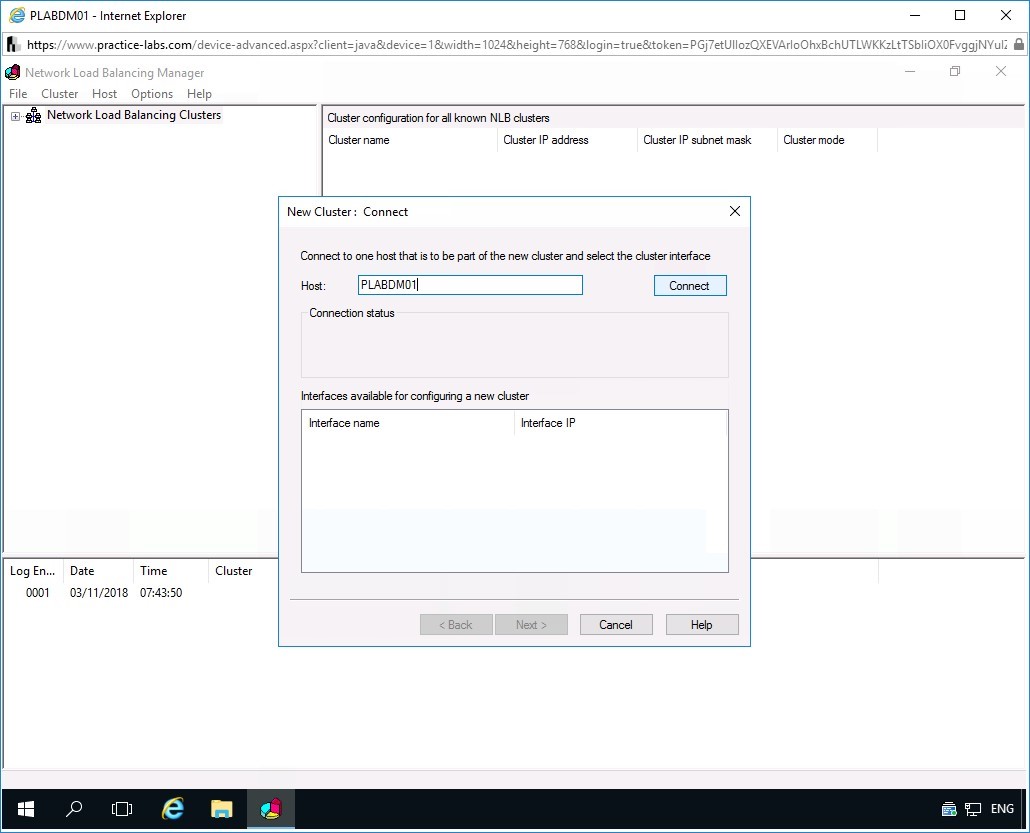 PLABDM01 - Internet Explorer
https://www.practice-labs.com/device-advanced.aspx?client=java&device=1&width=1024&height=768&login=true&token=
Network Load Balancing Manager
File Cluster Host Options Help
Network Load Balancing Clusters
Cluster configuration for all known NLB clusters
Cluster name Cluster IP address Cluster IP subnet mask Cluster mode
New Cluster : Connect
Connect to one host that is to be part of the new cluster and select the cluster interface
Host: PLABDM01 Connect
Connection status
Interfaces available for configuring a new cluster
Interface name Interface IP
Log En... Date Time Cluster
0001 03/11/2018 07:43:50
< Back Next > Cancel Help
ENG